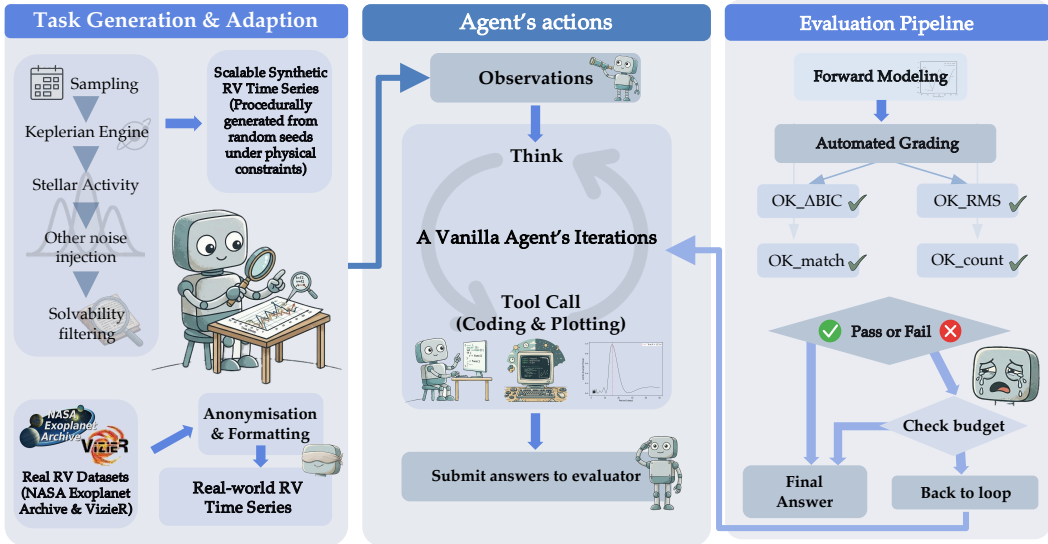 Task Generation & Adaption
Sampling
Keplerian Engine
Stellar Activity
Other noise
injection
Solvability
filtering
Scalable Synthetic
RV Time Series
(Procedurally
generated from
random seeds
under physical
constraints)
NASA
Exoplanet
Archive
VizieR
Real RV Datasets
(NASA Exoplanet
Archive & VizieR)
Anonymisation
& Formatting
Real-world RV
Time Series
Agent's actions
Observations
Think
A Vanilla Agent's Iterations
Tool Call
(Coding & Plotting)
Submit answers to evaluator
Evaluation Pipeline
Forward Modeling
Automated Grading
OK_ΔBIC
OK_RMS
OK_match
OK_count
Pass or Fail
Check budget
Final
Answer
Back to loop